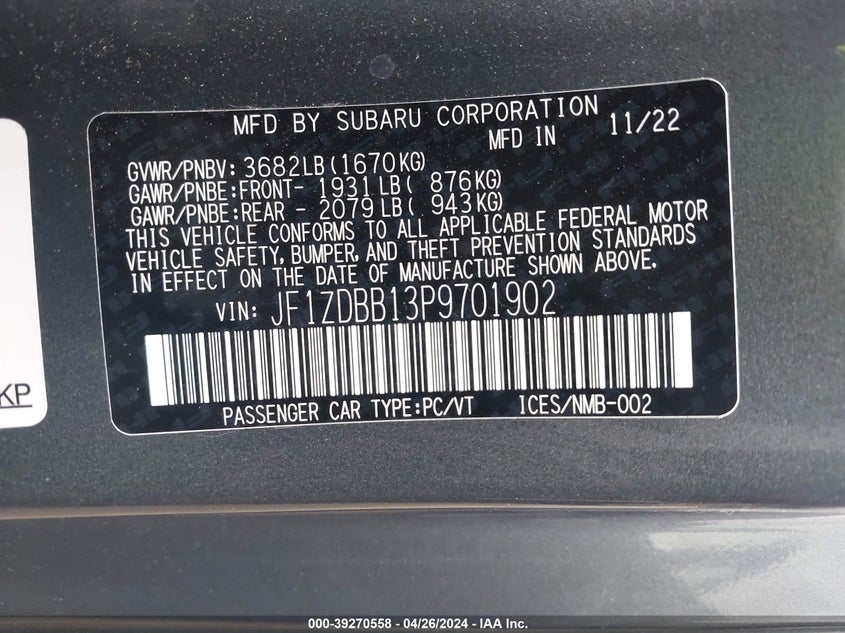 MFD BY SUBARU CORPORATION
MFD IN 11/22
GVWR/PNBV: 3682LB(1670KG)
GAWR/PNBE:FRONT- 1931LB( 876KG)
GAWR/PNBE:REAR - 2079LB( 943KG)
THIS VEHICLE CONFORMS TO ALL APPLICABLE FEDERAL MOTOR
VEHICLE SAFETY, BUMPER, AND THEFT PREVENTION STANDARDS
IN EFFECT ON THE DATE OF MANUFACTURE SHOWN ABOVE.
VIN: JF1ZDBB13P9701902
PASSENGER CAR TYPE:PC/VT ICES/NMB-002
KP
000-39270558 - 04/26/2024 - IAA Inc.